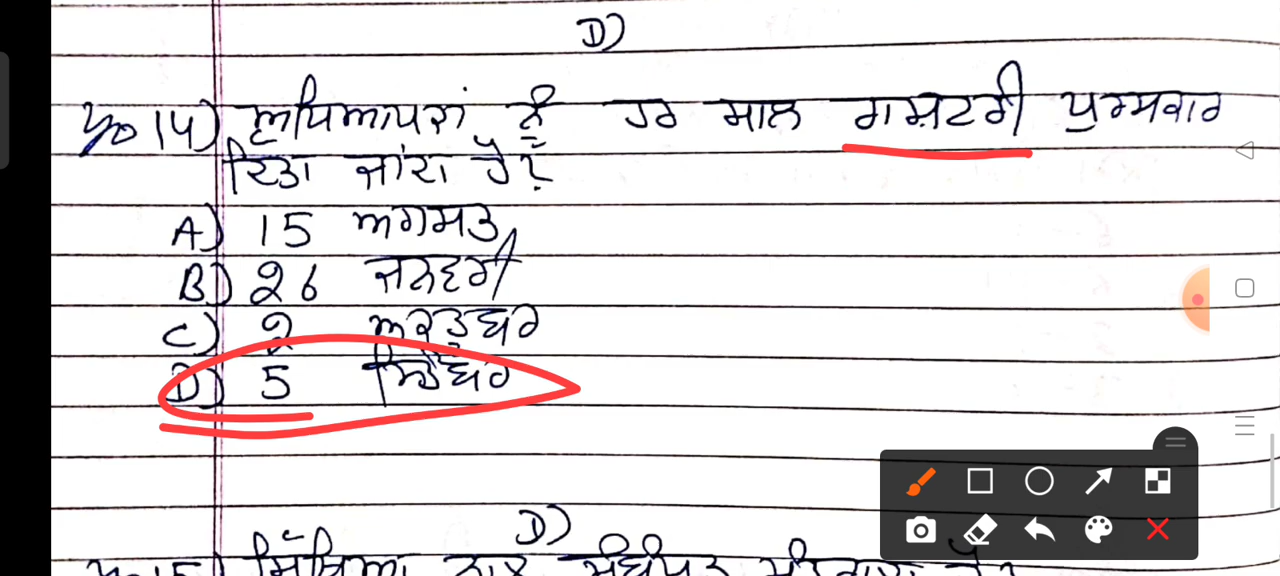 D)
ਪ੍ਰ 14) ਅਧਿਆਪਕਾਂ ਨੂੰ ਹਰ ਸਾਲ ਰਾਸ਼ਟਰੀ ਪੁਰਸਕਾਰ
ਦਿੱਤਾ ਜਾਂਦਾ ਹੈ?
A) 15 ਅਗਸਤ
B) 26 ਜਨਵਰੀ
C) 2 ਅਕਤੂਬਰ
D) 5 ਸਿਤੰਬਰ
D)